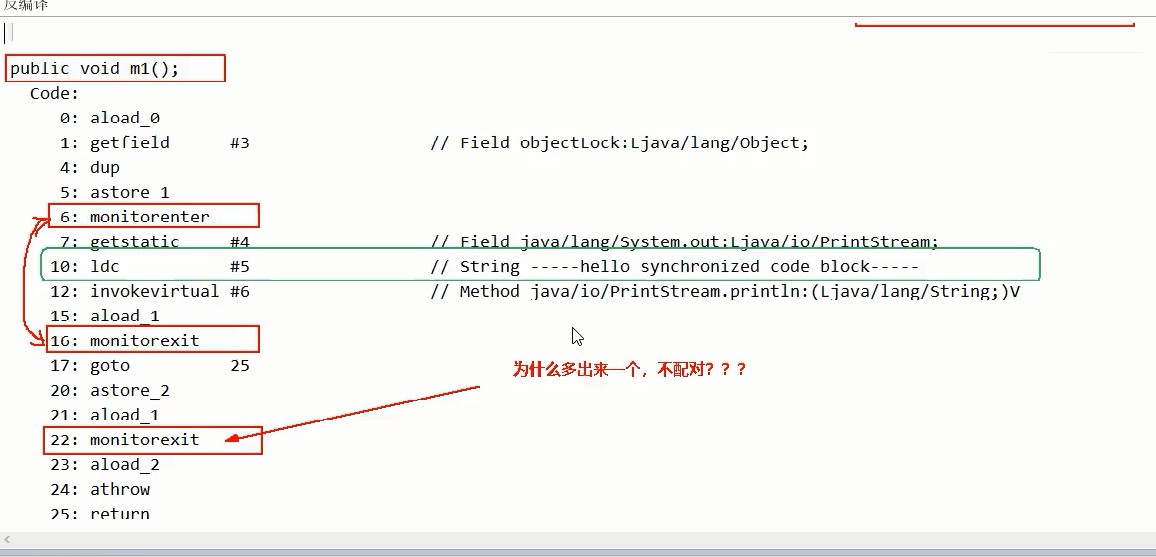 反编译
public void m1();
Code:
0: aload_0
1: getfield #3 // Field objectLock:Ljava/lang/Object;
4: dup
5: astore_1
6: monitorenter
7: getstatic #4 // Field java/lang/System.out:Ljava/io/PrintStream;
10: ldc #5 // String -----hello synchronized code block-----
12: invokevirtual #6 // Method java/io/PrintStream.println:(Ljava/lang/String;)V
15: aload_1
16: monitorexit
17: goto 25
为什么多出来一个，不配对？？？
20: astore_2
21: aload_1
22: monitorexit
23: aload_2
24: athrow
25: return